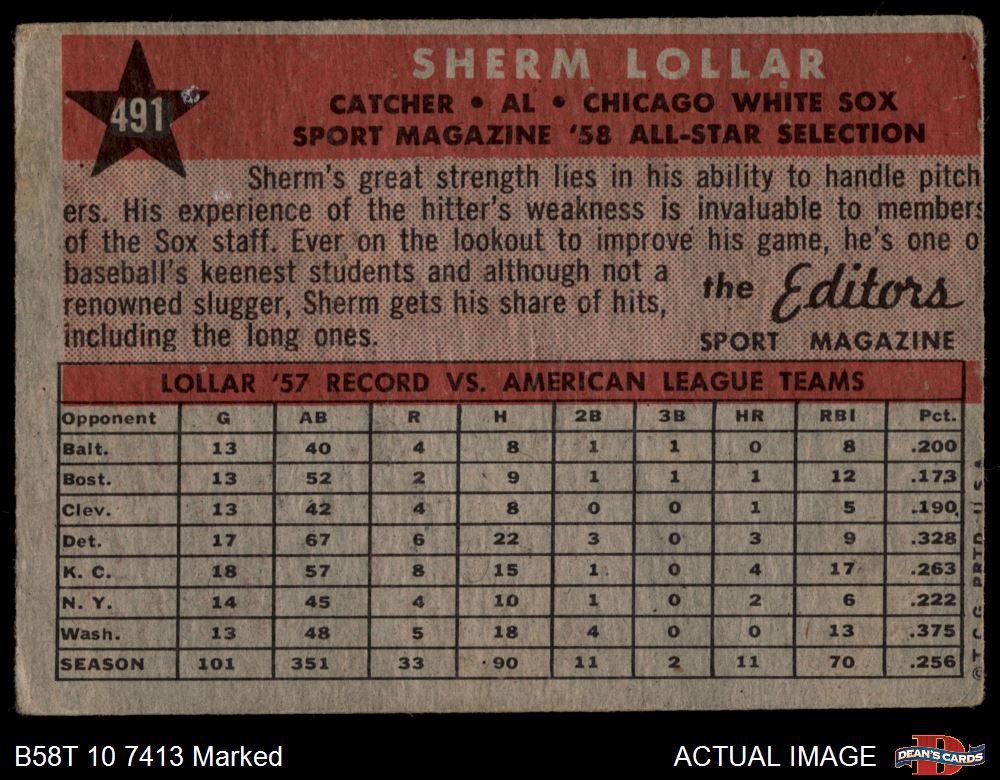 491
SHERM LOLLAR
CATCHER • AL • CHICAGO WHITE SOX
SPORT MAGAZINE '58 ALL-STAR SELECTION
Sherm's great strength lies in his ability to handle pitch
ers. His experience of the hitter's weakness is invaluable to members
of the Sox staff. Ever on the lookout to improve his game, he's one o
baseball's keenest students and although not a
renowned slugger, Sherm gets his share of hits,
including the long ones.
the Editors
SPORT MAGAZINE
LOLLAR '57 RECORD VS. AMERICAN LEAGUE TEAMS
Opponent G AB R H 2B 3B HR RBI Pct.
Balt. 13 40 4 8 1 1 0 8 .200
Bost. 13 52 2 9 1 1 1 12 .173
Clev. 13 42 4 8 0 0 1 5 .190
Det. 17 67 6 22 3 0 3 9 .328
K. C. 18 57 8 15 1 0 4 17 .263
N. Y. 14 45 4 10 1 0 2 6 .222
Wash. 13 48 5 18 4 0 0 13 .375
SEASON 101 351 33 90 11 2 11 70 .256
© T. C. G. PRTD. U. S. A.
B58T 10 7413 Marked
ACTUAL IMAGE
DEAN'S CARDS